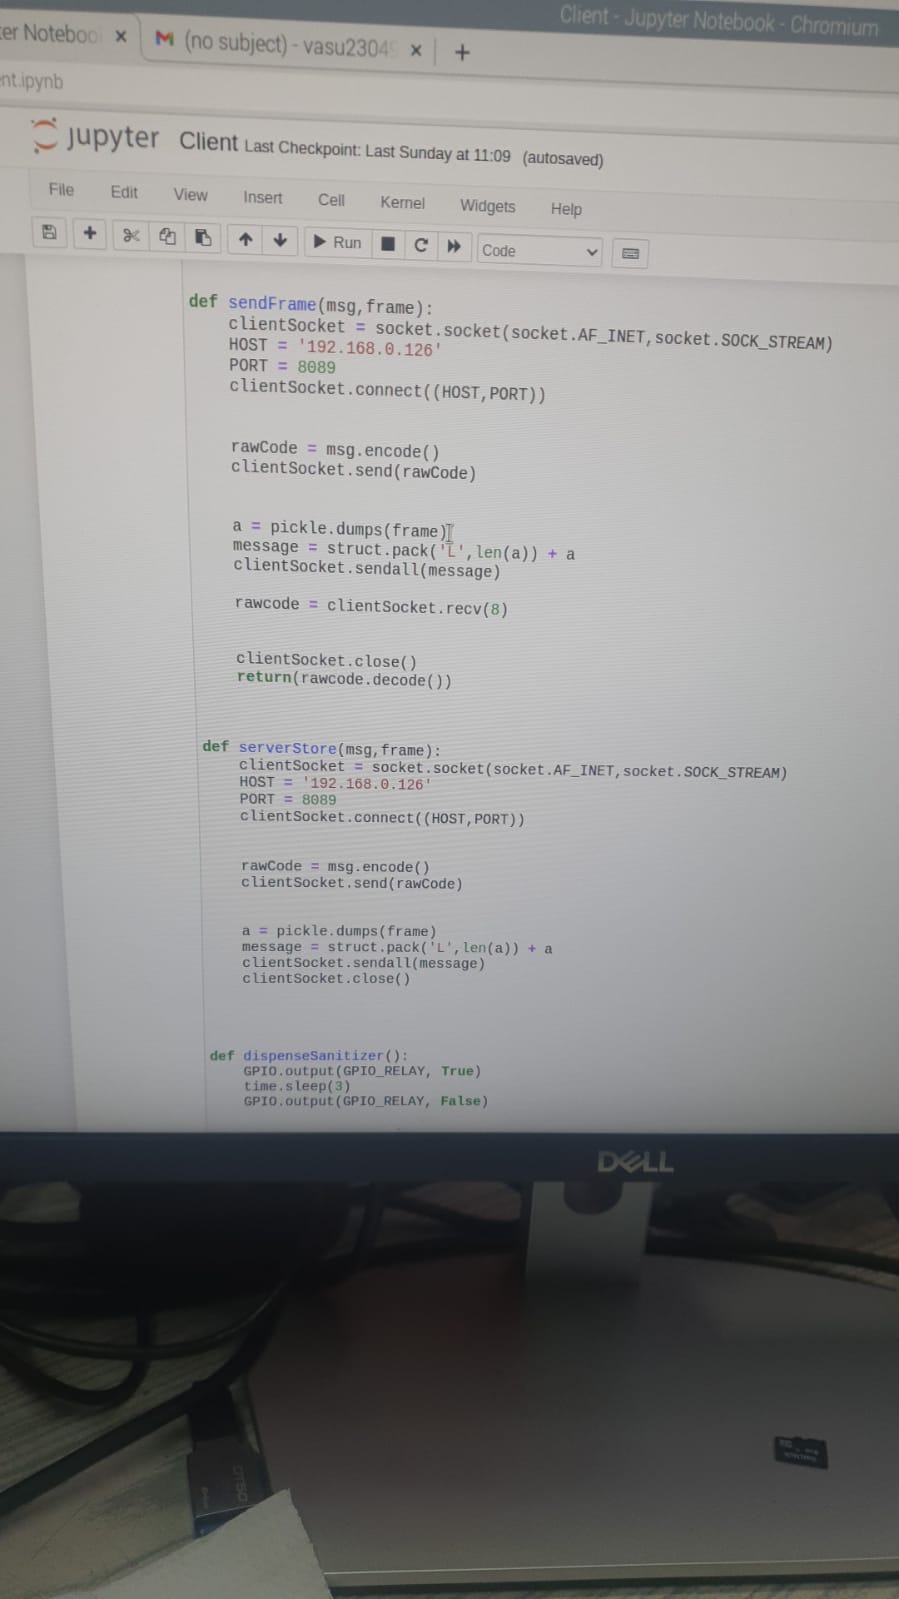 Client - Jupyter Notebook - Chromium
ter Notebook × (no subject) - vasu23049 × +
nt.ipynb
jupyter Client Last Checkpoint: Last Sunday at 11:09 (autosaved)
File Edit View Insert Cell Kernel Widgets Help
Run Code
def sendFrame(msg,frame):
    clientSocket = socket.socket(socket.AF_INET,socket.SOCK_STREAM)
    HOST = '192.168.0.126'
    PORT = 8089
    clientSocket.connect((HOST,PORT))
    rawCode = msg.encode()
    clientSocket.send(rawCode)
    a = pickle.dumps(frame)
    message = struct.pack('L',len(a)) + a
    clientSocket.sendall(message)
    rawcode = clientSocket.recv(8)
    clientSocket.close()
    return(rawcode.decode())
def serverStore(msg,frame):
    clientSocket = socket.socket(socket.AF_INET,socket.SOCK_STREAM)
    HOST = '192.168.0.126'
    PORT = 8089
    clientSocket.connect((HOST,PORT))
    rawCode = msg.encode()
    clientSocket.send(rawCode)
    a = pickle.dumps(frame)
    message = struct.pack('L',len(a)) + a
    clientSocket.sendall(message)
    clientSocket.close()
def dispenseSanitizer():
    GPIO.output(GPIO_RELAY, True)
    time.sleep(3)
    GPIO.output(GPIO_RELAY, False)
DELL